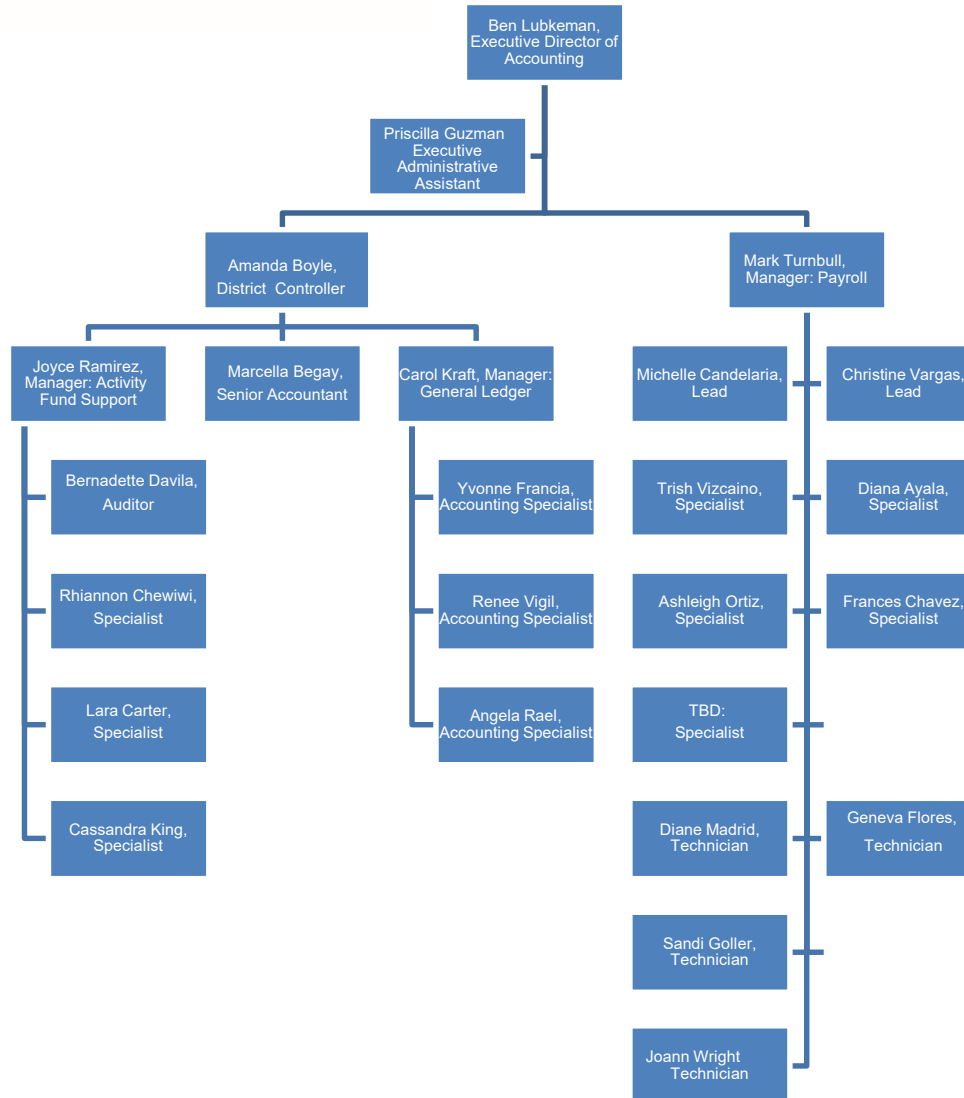 Ben Lubkeman,
Executive Director of
Accounting
Priscilla Guzman
Executive
Administrative
Assistant
Amanda Boyle,
District Controller
Mark Turnbull,
Manager: Payroll
Joyce Ramirez,
Manager: Activity
Fund Support
Marcella Begay,
Senior Accountant
Carol Kraft, Manager:
General Ledger
Michelle Candelaria,
Lead
Christine Vargas,
Lead
Bernadette Davila,
Auditor
Yvonne Francia,
Accounting Specialist
Trish Vizcaino,
Specialist
Diana Ayala,
Specialist
Rhiannon Chewiwi,
Specialist
Renee Vigil,
Accounting Specialist
Ashleigh Ortiz,
Specialist
Frances Chavez,
Specialist
Lara Carter,
Specialist
Angela Rael,
Accounting Specialist
TBD:
Specialist
Cassandra King,
Specialist
Diane Madrid,
Technician
Geneva Flores,
Technician
Sandi Goller,
Technician
Joann Wright
Technician